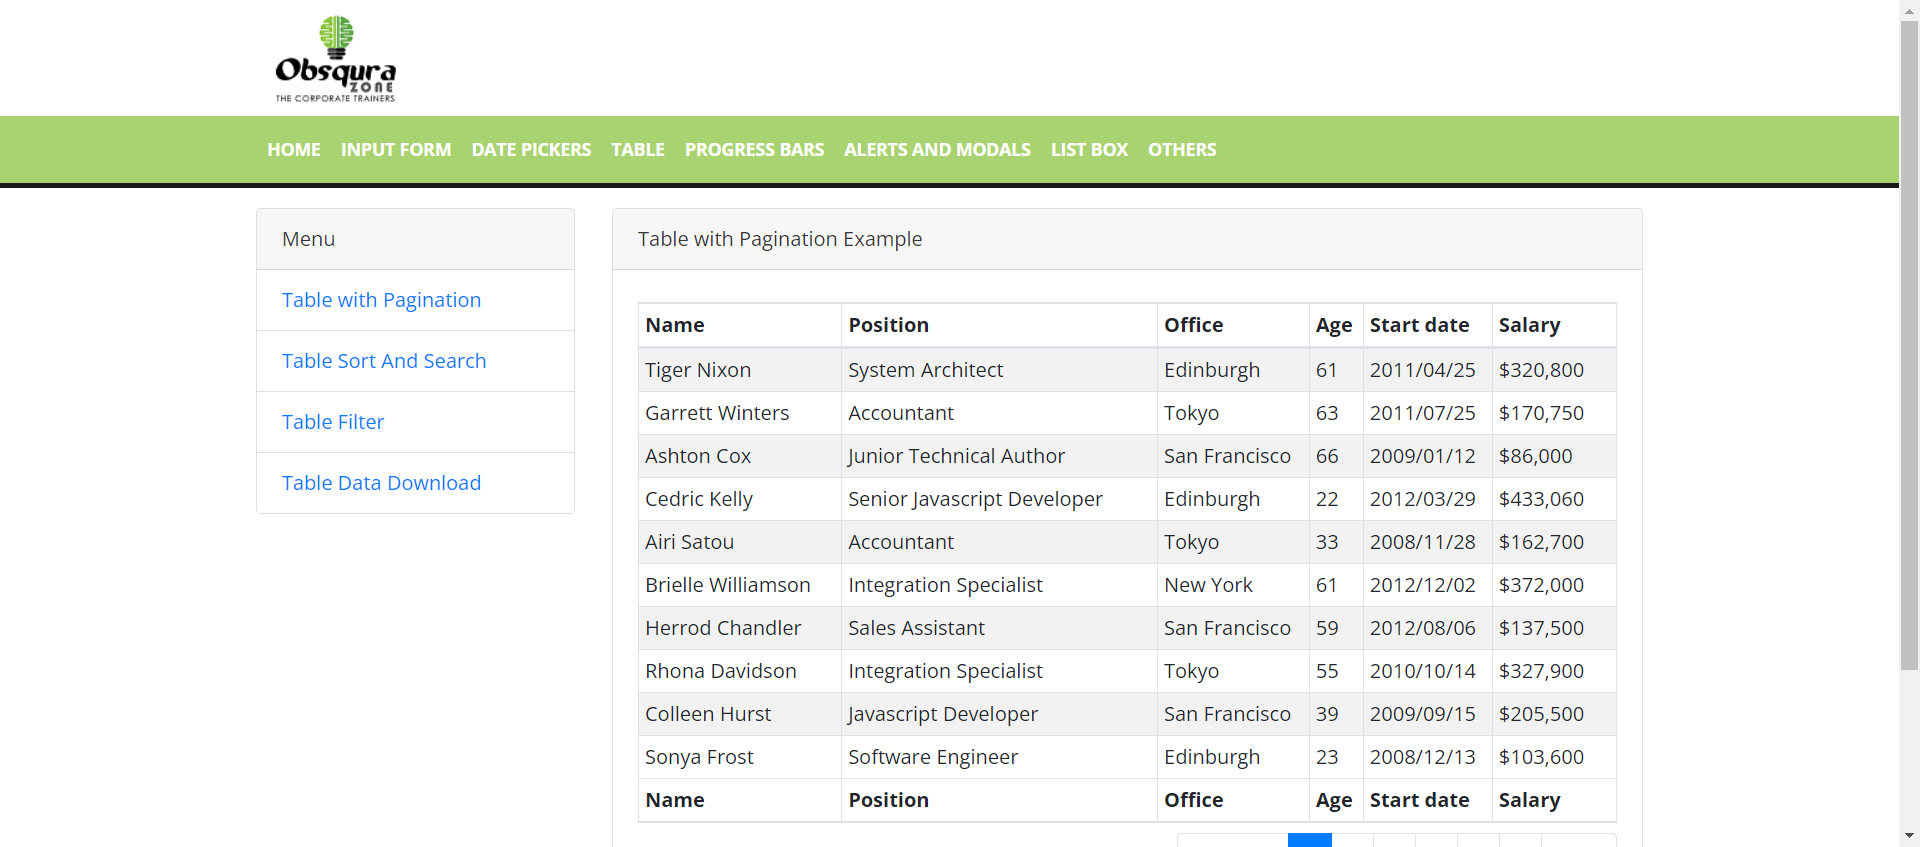 Obsqura
ZONE
THE CORPORATE TRAINERS
HOME INPUT FORM DATE PICKERS TABLE PROGRESS BARS ALERTS AND MODALS LIST BOX OTHERS
Menu
Table with Pagination
Table Sort And Search
Table Filter
Table Data Download
Table with Pagination Example
Name Position Office Age Start date Salary
Tiger Nixon System Architect Edinburgh 61 2011/04/25 $320,800
Garrett Winters Accountant Tokyo 63 2011/07/25 $170,750
Ashton Cox Junior Technical Author San Francisco 66 2009/01/12 $86,000
Cedric Kelly Senior Javascript Developer Edinburgh 22 2012/03/29 $433,060
Airi Satou Accountant Tokyo 33 2008/11/28 $162,700
Brielle Williamson Integration Specialist New York 61 2012/12/02 $372,000
Herrod Chandler Sales Assistant San Francisco 59 2012/08/06 $137,500
Rhona Davidson Integration Specialist Tokyo 55 2010/10/14 $327,900
Colleen Hurst Javascript Developer San Francisco 39 2009/09/15 $205,500
Sonya Frost Software Engineer Edinburgh 23 2008/12/13 $103,600
Name Position Office Age Start date Salary